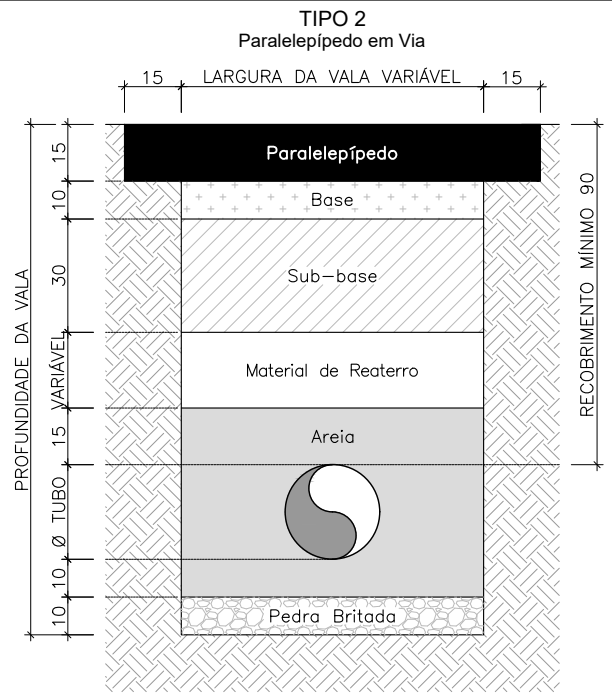 TIPO 2
Paralelepípedo em Via
15
LARGURA DA VALA VARIÁVEL
15
PROFUNDIDADE DA VALA
15
10
30
VARIÁVEL
15
Ø TUBO
10
10
Paralelepípedo
Base
Sub-base
Material de Reaterro
Areia
Pedra Britada
RECOBRIMENTO MÍNIMO 90